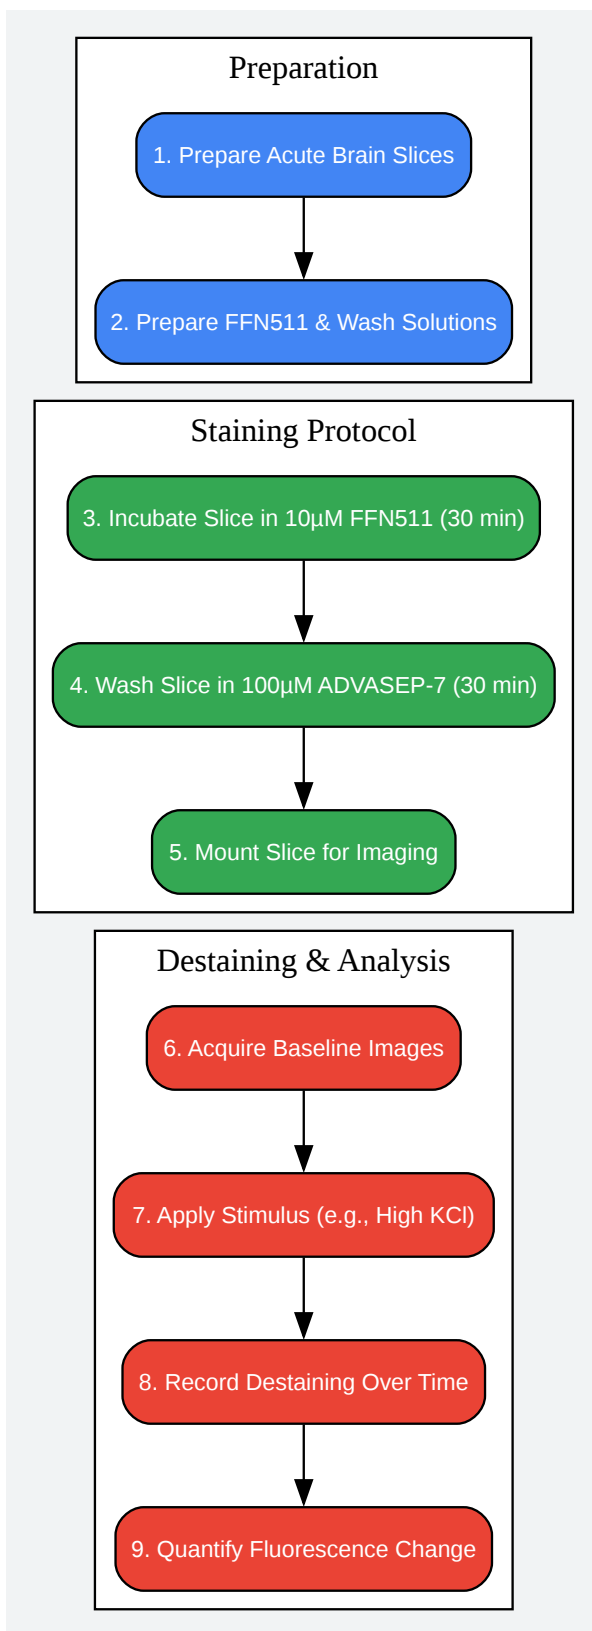 Preparation
1. Prepare Acute Brain Slices
2. Prepare FFN511 & Wash Solutions
Staining Protocol
3. Incubate Slice in 10µM FFN511 (30 min)
4. Wash Slice in 100µM ADVASEP-7 (30 min)
5. Mount Slice for Imaging
Destaining & Analysis
6. Acquire Baseline Images
7. Apply Stimulus (e.g., High KCl)
8. Record Destaining Over Time
9. Quantify Fluorescence Change